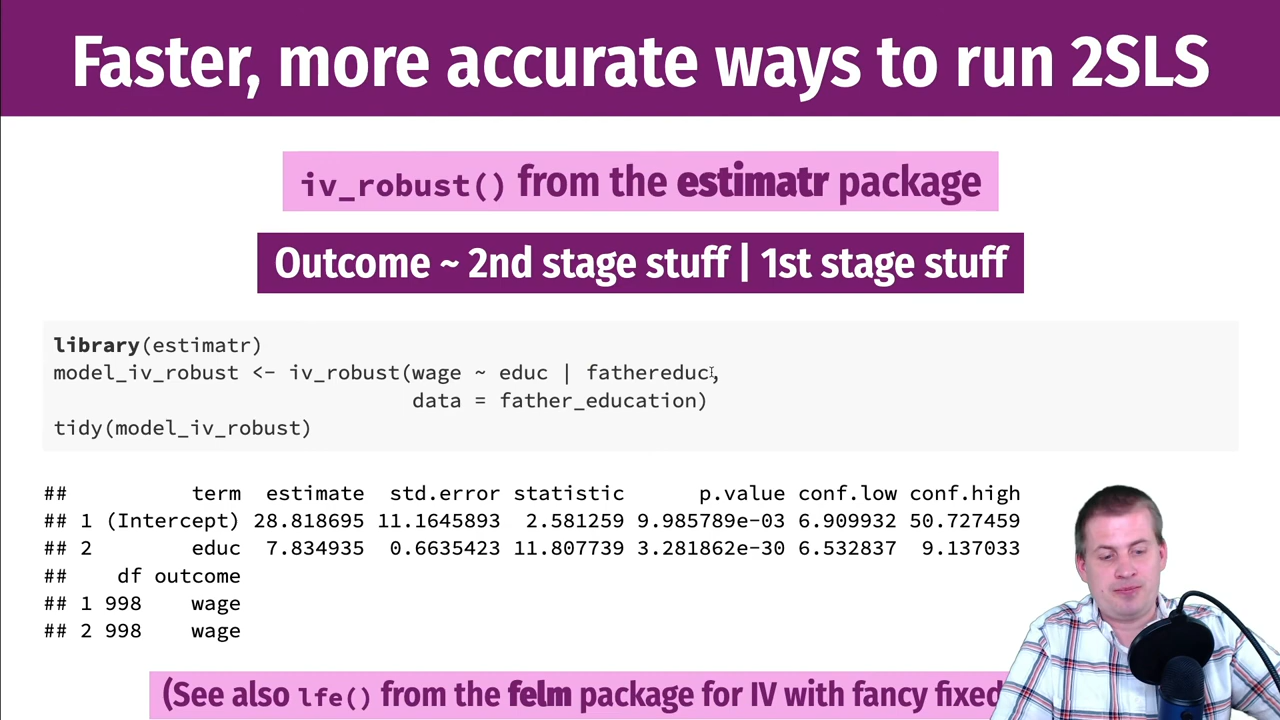 Faster, more accurate ways to run 2SLS
iv_robust() from the estimatr package
Outcome ~ 2nd stage stuff | 1st stage stuff
library(estimatr)
model_iv_robust <- iv_robust(wage ~ educ | fathereduc,
data = father_education)
tidy(model_iv_robust)
## term estimate std.error statistic p.value conf.low conf.high
## 1 (Intercept) 28.818695 11.1645893 2.581259 9.985789e-03 6.909932 50.727459
## 2 educ 7.834935 0.6635423 11.807739 3.281862e-30 6.532837 9.137033
## df outcome
## 1 998 wage
## 2 998 wage
(See also lfe() from the felm package for IV with fancy fixed